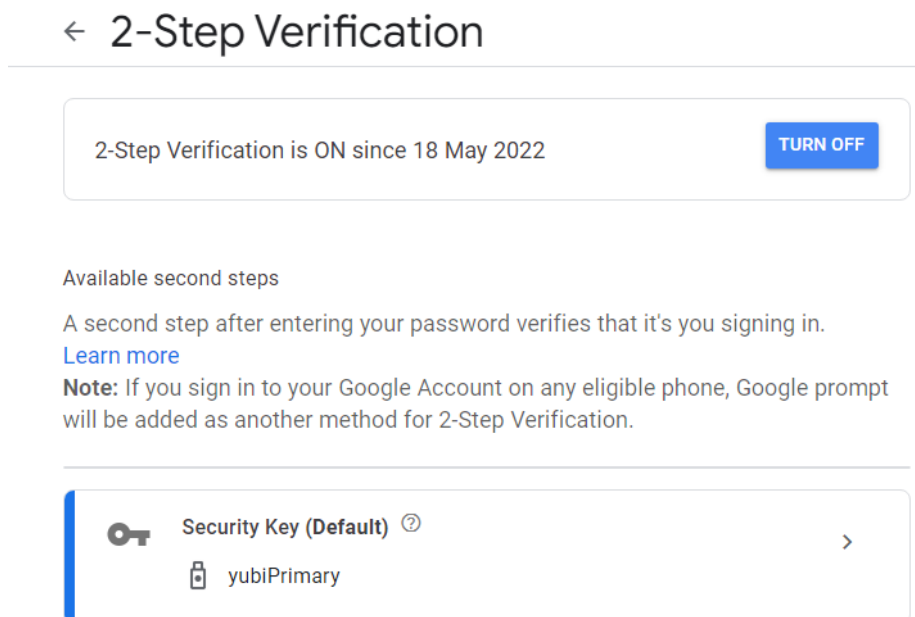 2-Step Verification
2-Step Verification is ON since 18 May 2022
TURN OFF
Available second steps
A second step after entering your password verifies that it's you signing in.
Learn more
Note: If you sign in to your Google Account on any eligible phone, Google prompt
will be added as another method for 2-Step Verification.
Security Key (Default) ?
yubiPrimary